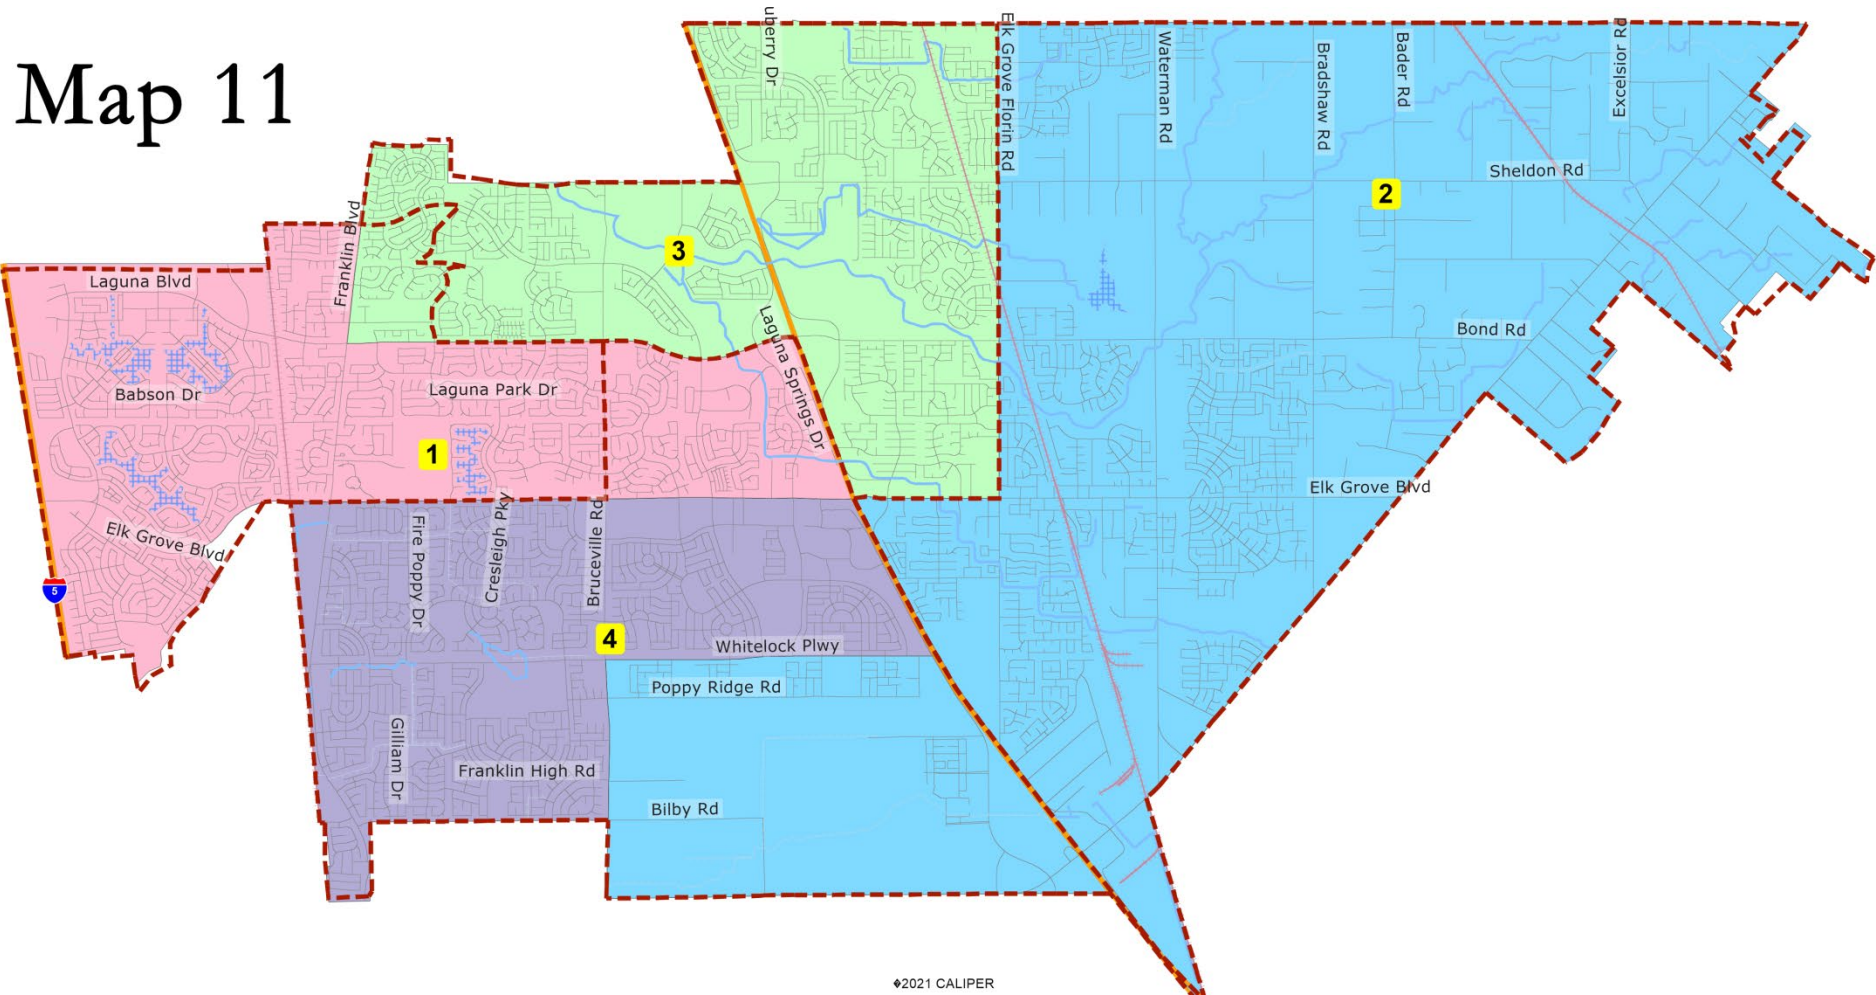 Map 11
uberry Dr
Elk Grove Florin Rd
Waterman Rd
Bradshaw Rd
Bader Rd
Excelsior Rd
Sheldon Rd
2
Franklin Blvd
3
Laguna Blvd
Laguna Springs Dr
Bond Rd
Babson Dr
Laguna Park Dr
1
Elk Grove Blvd
Elk Grove Blvd
Fire Poppy Dr
Cresleigh Pky
Bruceville Rd
5
4
Whitelock Plwy
Poppy Ridge Rd
Gilliam Dr
Franklin High Rd
Bilby Rd
�2021 CALIPER